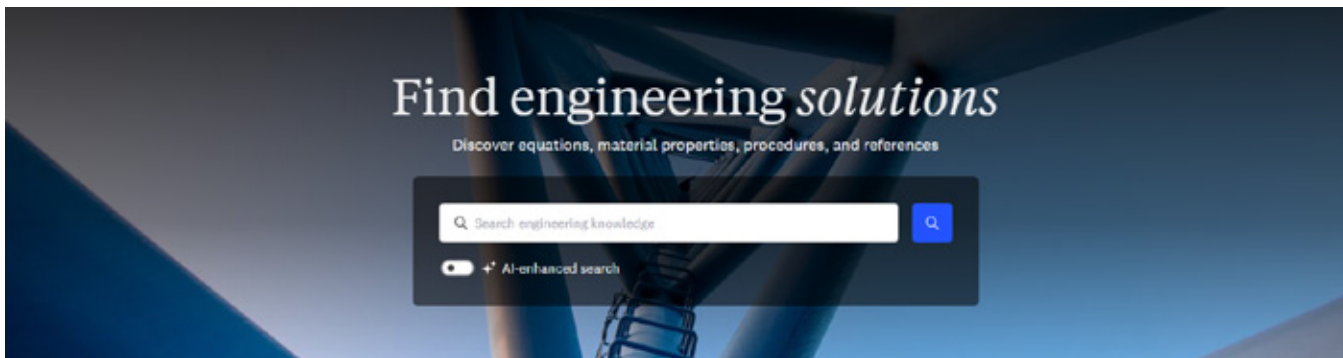 Find engineering solutions
Discover equations, material properties, procedures, and references
Search engineering knowledge
AI-enhanced search